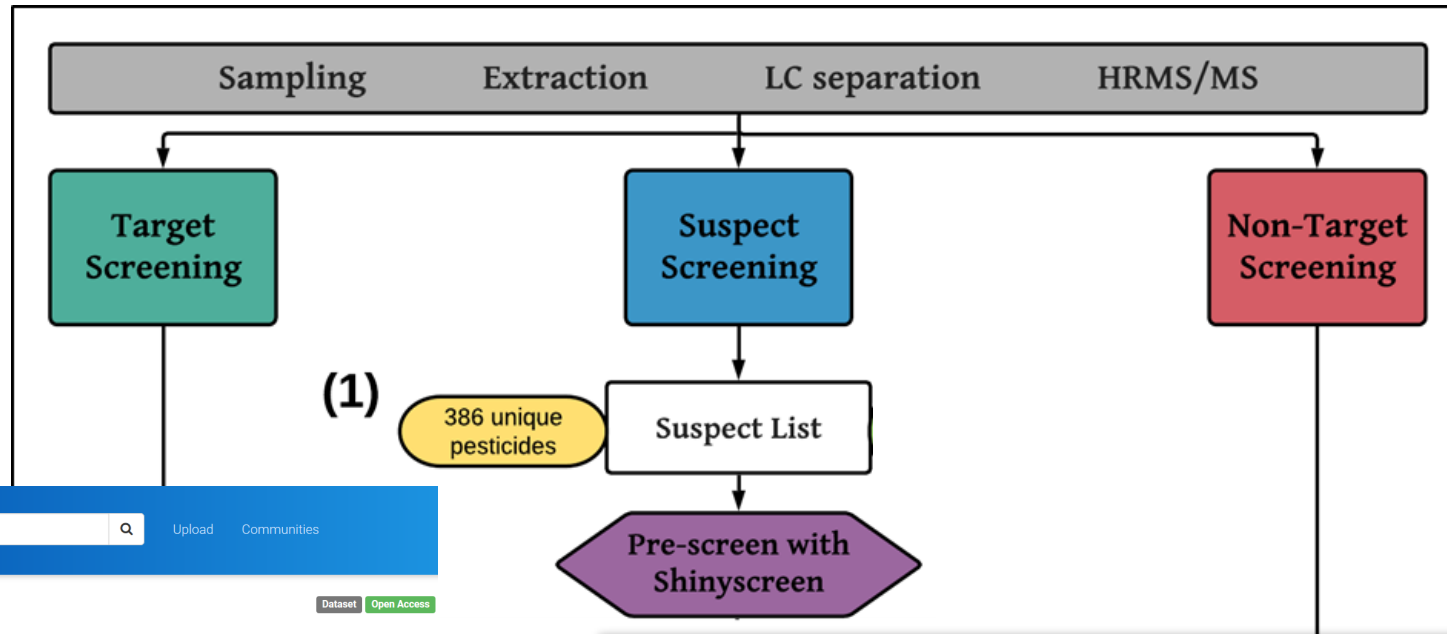 Sampling Extraction LC separation HRMS/MS
Target
Screening
Suspect
Screening
Non-Target
Screening
(1)
386 unique
pesticides
Suspect List
Upload Communities
Pre-screen with
Shinyscreen
Dataset Open Access